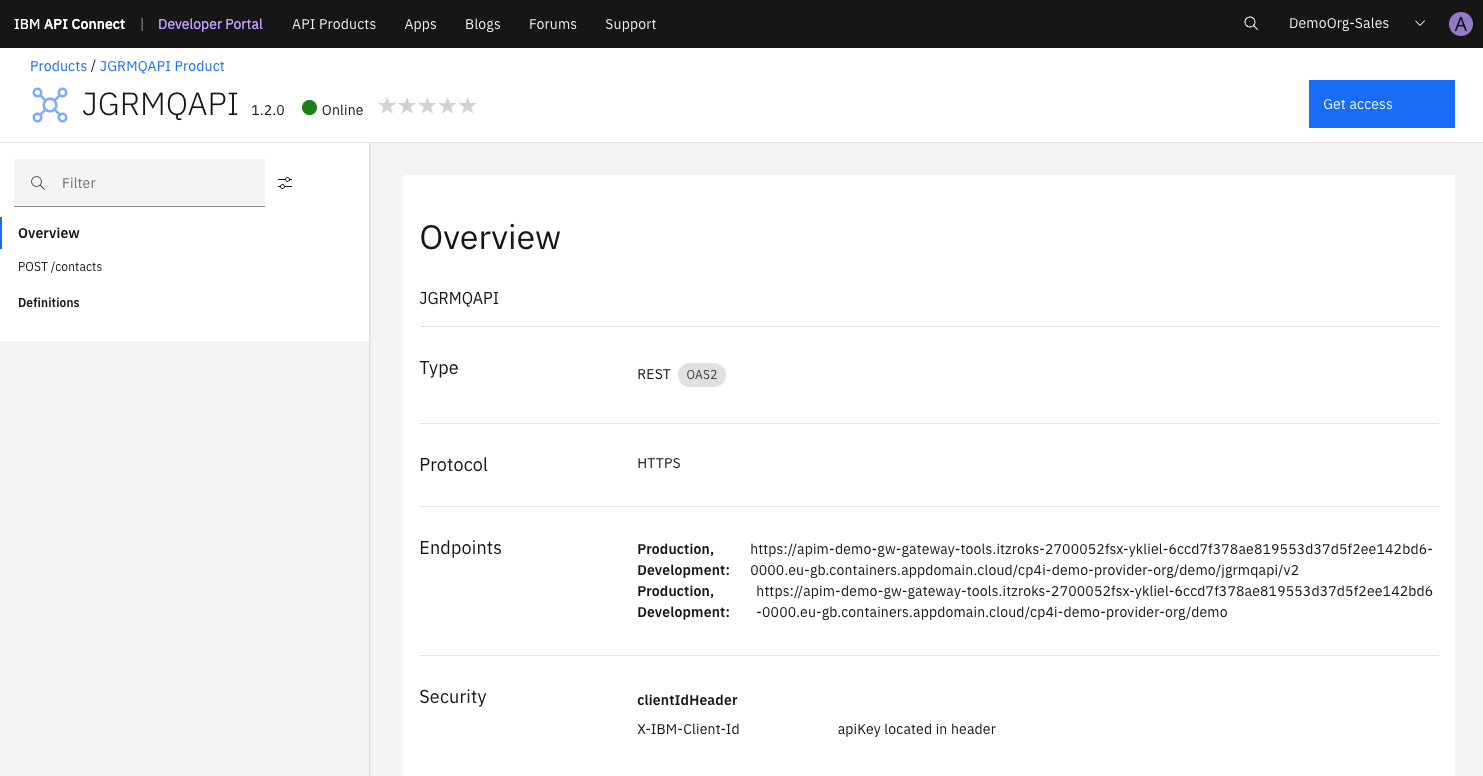 IBM API Connect | Developer Portal API Products Apps Blogs Forums Support DemoOrg-Sales A
Products / JGRMQAPI Product
JGRMQAPI 1.2.0 Online
Get access
Filter
Overview
POST /contacts
Definitions
Overview
JGRMQAPI
Type REST OAS2
Protocol HTTPS
Endpoints Production, https://apim-demo-gw-gateway-tools.itzroks-2700052fsx-ykliel-6ccd7f378ae819553d37d5f2ee142bd6-
Development: 0000.eu-gb.containers.appdomain.cloud/cp4i-demo-provider-org/demo/jgrmqapi/v2
Production, https://apim-demo-gw-gateway-tools.itzroks-2700052fsx-ykliel-6ccd7f378ae819553d37d5f2ee142bd6
Development: -0000.eu-gb.containers.appdomain.cloud/cp4i-demo-provider-org/demo
Security clientIdHeader
X-IBM-Client-Id apiKey located in header